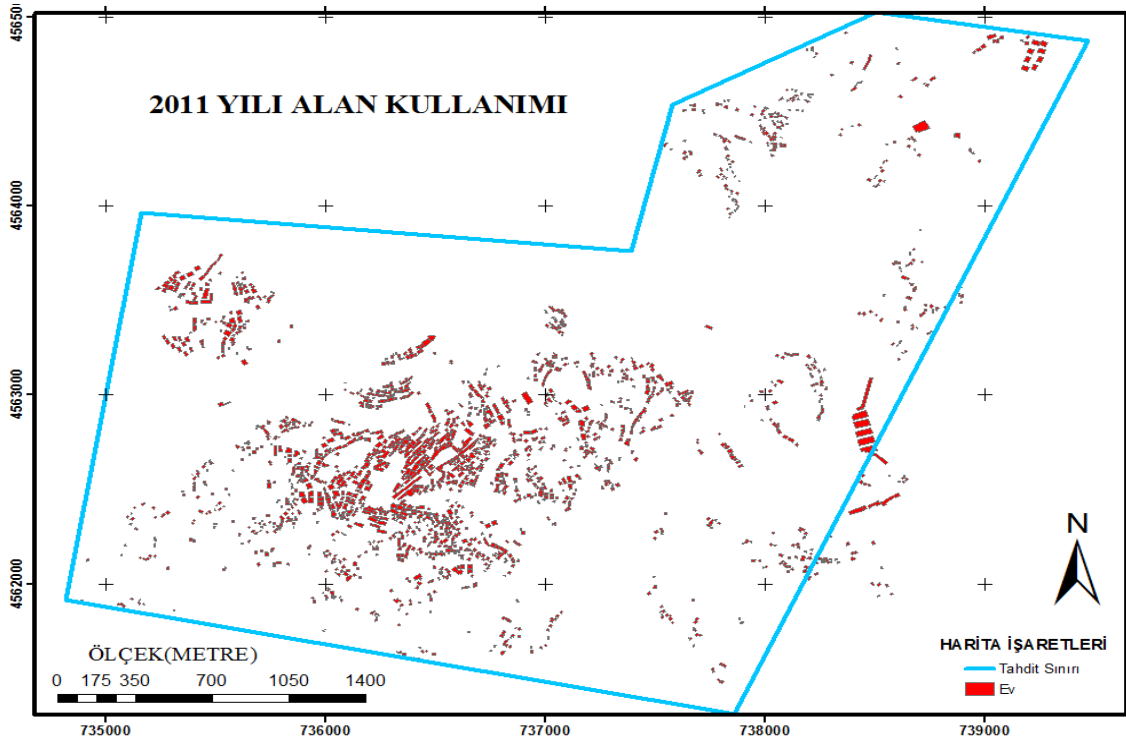 2011 YILI ALAN KULLANIMI
45650
4564000
4563000
4562000
N
HARİTA İŞARETLERİ
Tahdit Sınırı
Ev
ÖLÇEK(METRE)
0 175 350 700 1050 1400
735000 736000 737000 738000 739000